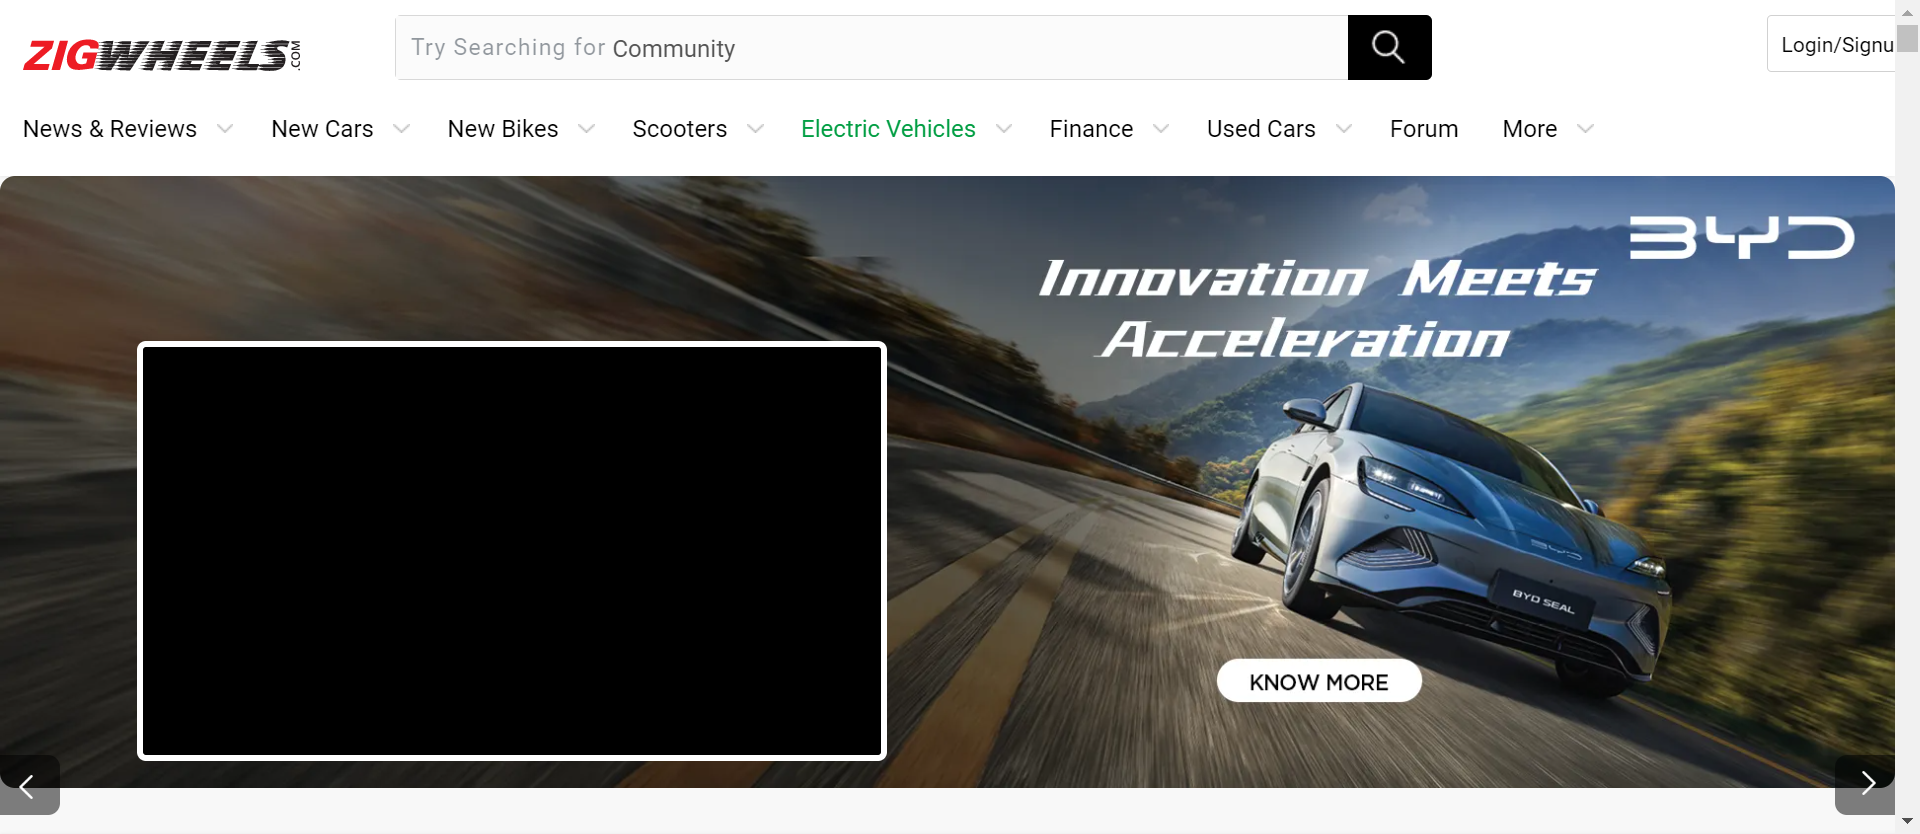 ZIGWHEELS.COM
Try Searching for Community
Login/Signu
News & Reviews New Cars New Bikes Scooters Electric Vehicles Finance Used Cars Forum More
BYD
Innovation Meets
Acceleration
BYD
BYD SEAL
KNOW MORE